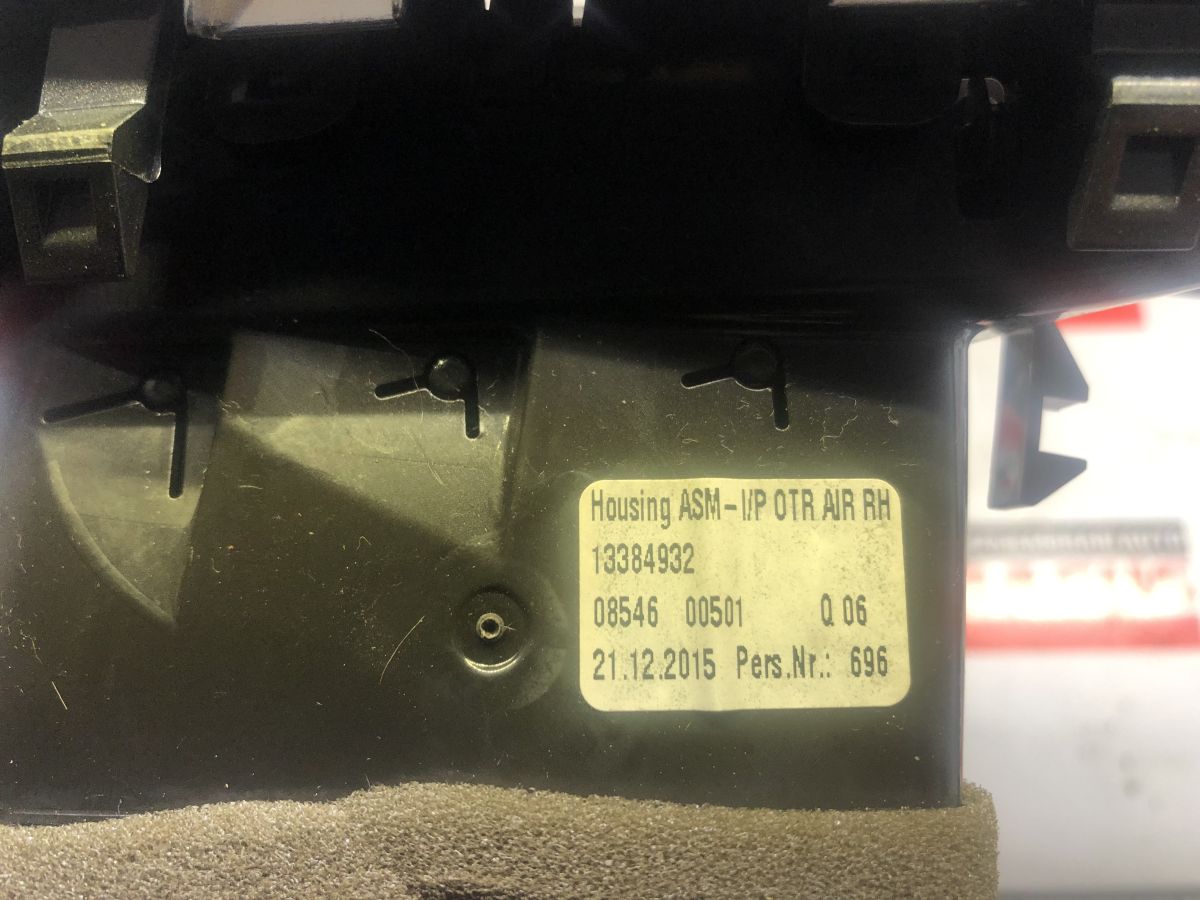 Housing ASM-I/P OTR AIR RH
13384932
08546 00501 Q 06
21.12.2015 Pers.Nr.: 696